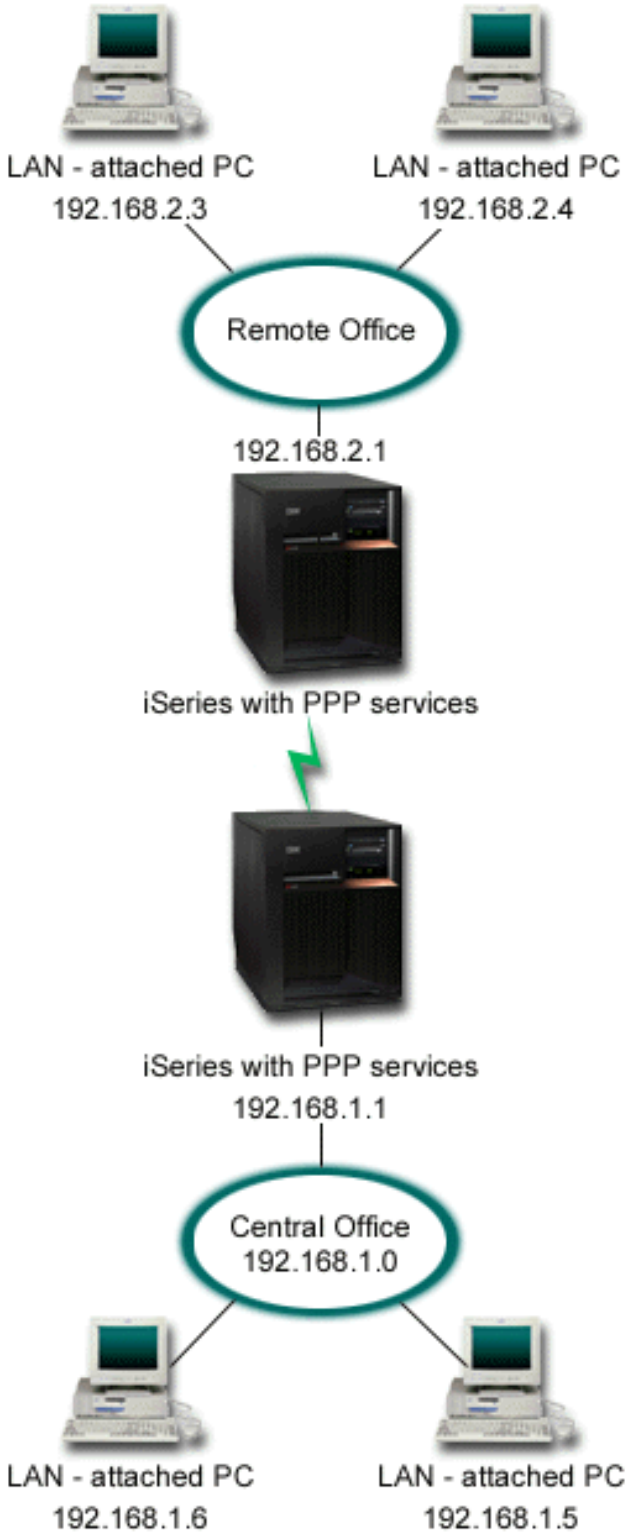 LAN - attached PC
192.168.2.3
LAN - attached PC
192.168.2.4
Remote Office
192.168.2.1
IBM
iSeries with PPP services
IBM
iSeries with PPP services
192.168.1.1
Central Office
192.168.1.0
LAN - attached PC
192.168.1.6
LAN - attached PC
192.168.1.5